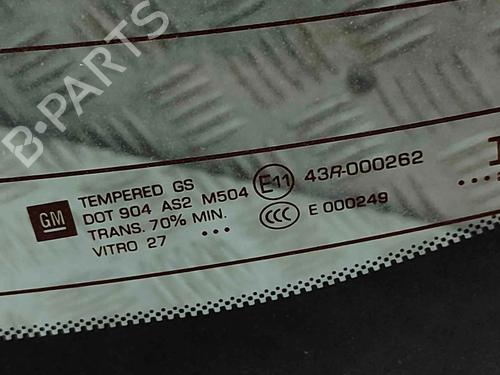 B-PARTS
GM
TEMPERED GS
DOT 904 AS2 M504
TRANS. 70% MIN.
VITRO 27 •••
E11 43R-000262
CCC E 000249